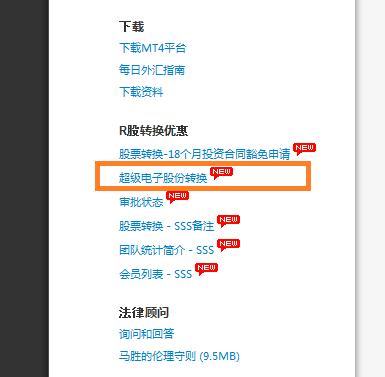 下载
下载MT4平台
每日外汇指南
下载资料
R股转换优惠
股票转换-18个月投资合同豁免申请 NEW
超级电子股份转换 NEW
审批状态 NEW
股票转换 - SSS备注 NEW
团队统计简介 - SSS NEW
会员列表 - SSS NEW
法律顾问
询问和回答
马胜的伦理守则 (9.5MB)